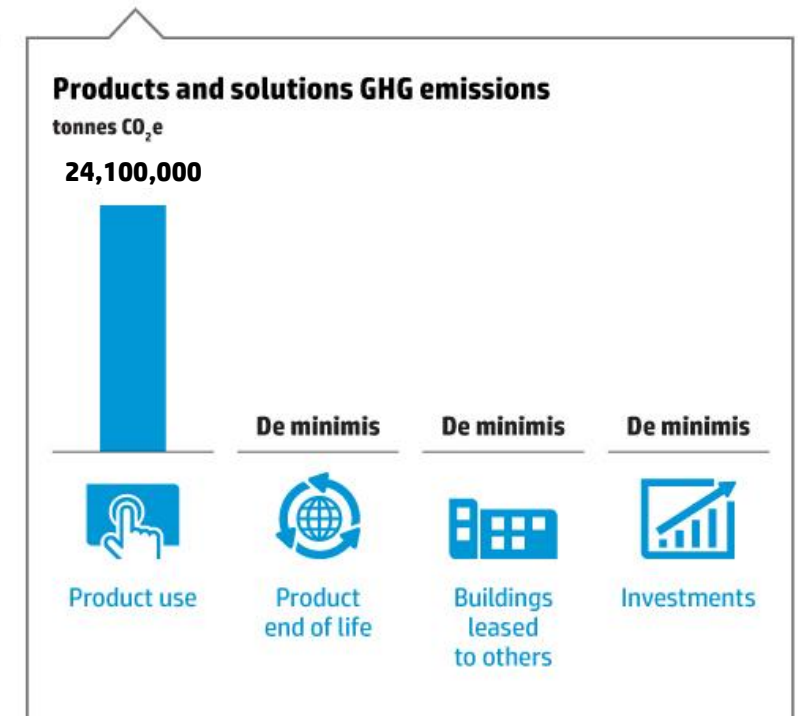 Products and solutions GHG emissions
tonnes CO₂e
24,100,000
De minimis De minimis De minimis
Product use
Product
end of life
Buildings
leased
to others
Investments